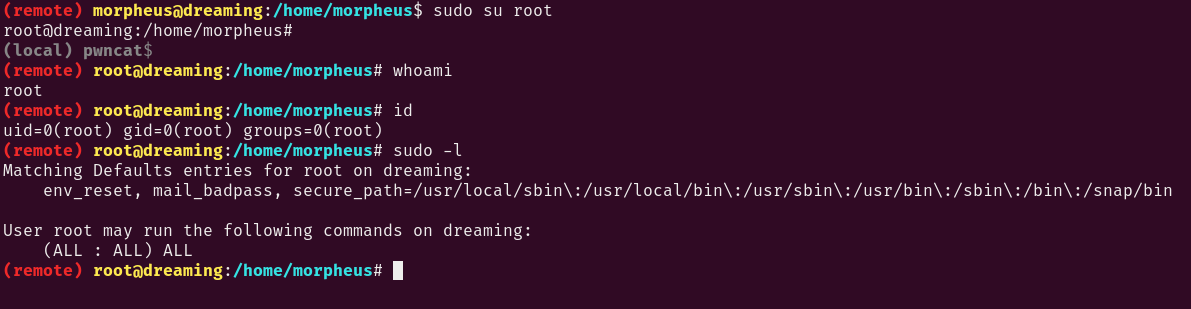 (remote) morpheus@dreaming:/home/morpheus$ sudo su root
root@dreaming:/home/morpheus#
(local) pwncat$
(remote) root@dreaming:/home/morpheus# whoami
root
(remote) root@dreaming:/home/morpheus# id
uid=0(root) gid=0(root) groups=0(root)
(remote) root@dreaming:/home/morpheus# sudo -l
Matching Defaults entries for root on dreaming:
    env_reset, mail_badpass, secure_path=/usr/local/sbin\:/usr/local/bin\:/usr/sbin\:/usr/bin\:/sbin\:/bin\:/snap/bin

User root may run the following commands on dreaming:
    (ALL : ALL) ALL
(remote) root@dreaming:/home/morpheus#